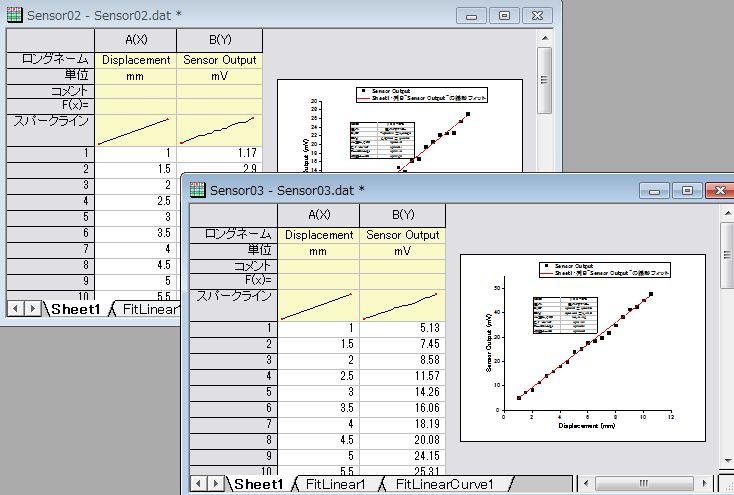 Sensor02 - Sensor02.dat *
A(X) B(Y)
ロングネーム Displacement Sensor Output
単位 mm mV
コメント
F(x)=
スパークライン
1 1 1.17
2 1.5 2.9
3 2
4 2.5
5 3
6 3.5
7 4
8 4.5
9 5
10 5.5
Sheet1 FitLinear
Sensor Output
Sheet1・列B"Sensor Output"の線形フィット
30
28
26
24
22
20
18
16
14
Output (mV)
Sensor03 - Sensor03.dat *
A(X) B(Y)
ロングネーム Displacement Sensor Output
単位 mm mV
コメント
F(x)=
スパークライン
1 1 5.13
2 1.5 7.45
3 2 8.58
4 2.5 11.57
5 3 14.26
6 3.5 16.06
7 4 18.19
8 4.5 20.08
9 5 24.15
10 5.5 25.31
Sheet1 FitLinear1 FitLinearCurve1
Sensor Output
Sheet1・列B"Sensor Output"の線形フィット
50
40
30
20
10
0
0 2 4 6 8 10 12
Sensor Output (mV)
Displacement (mm)